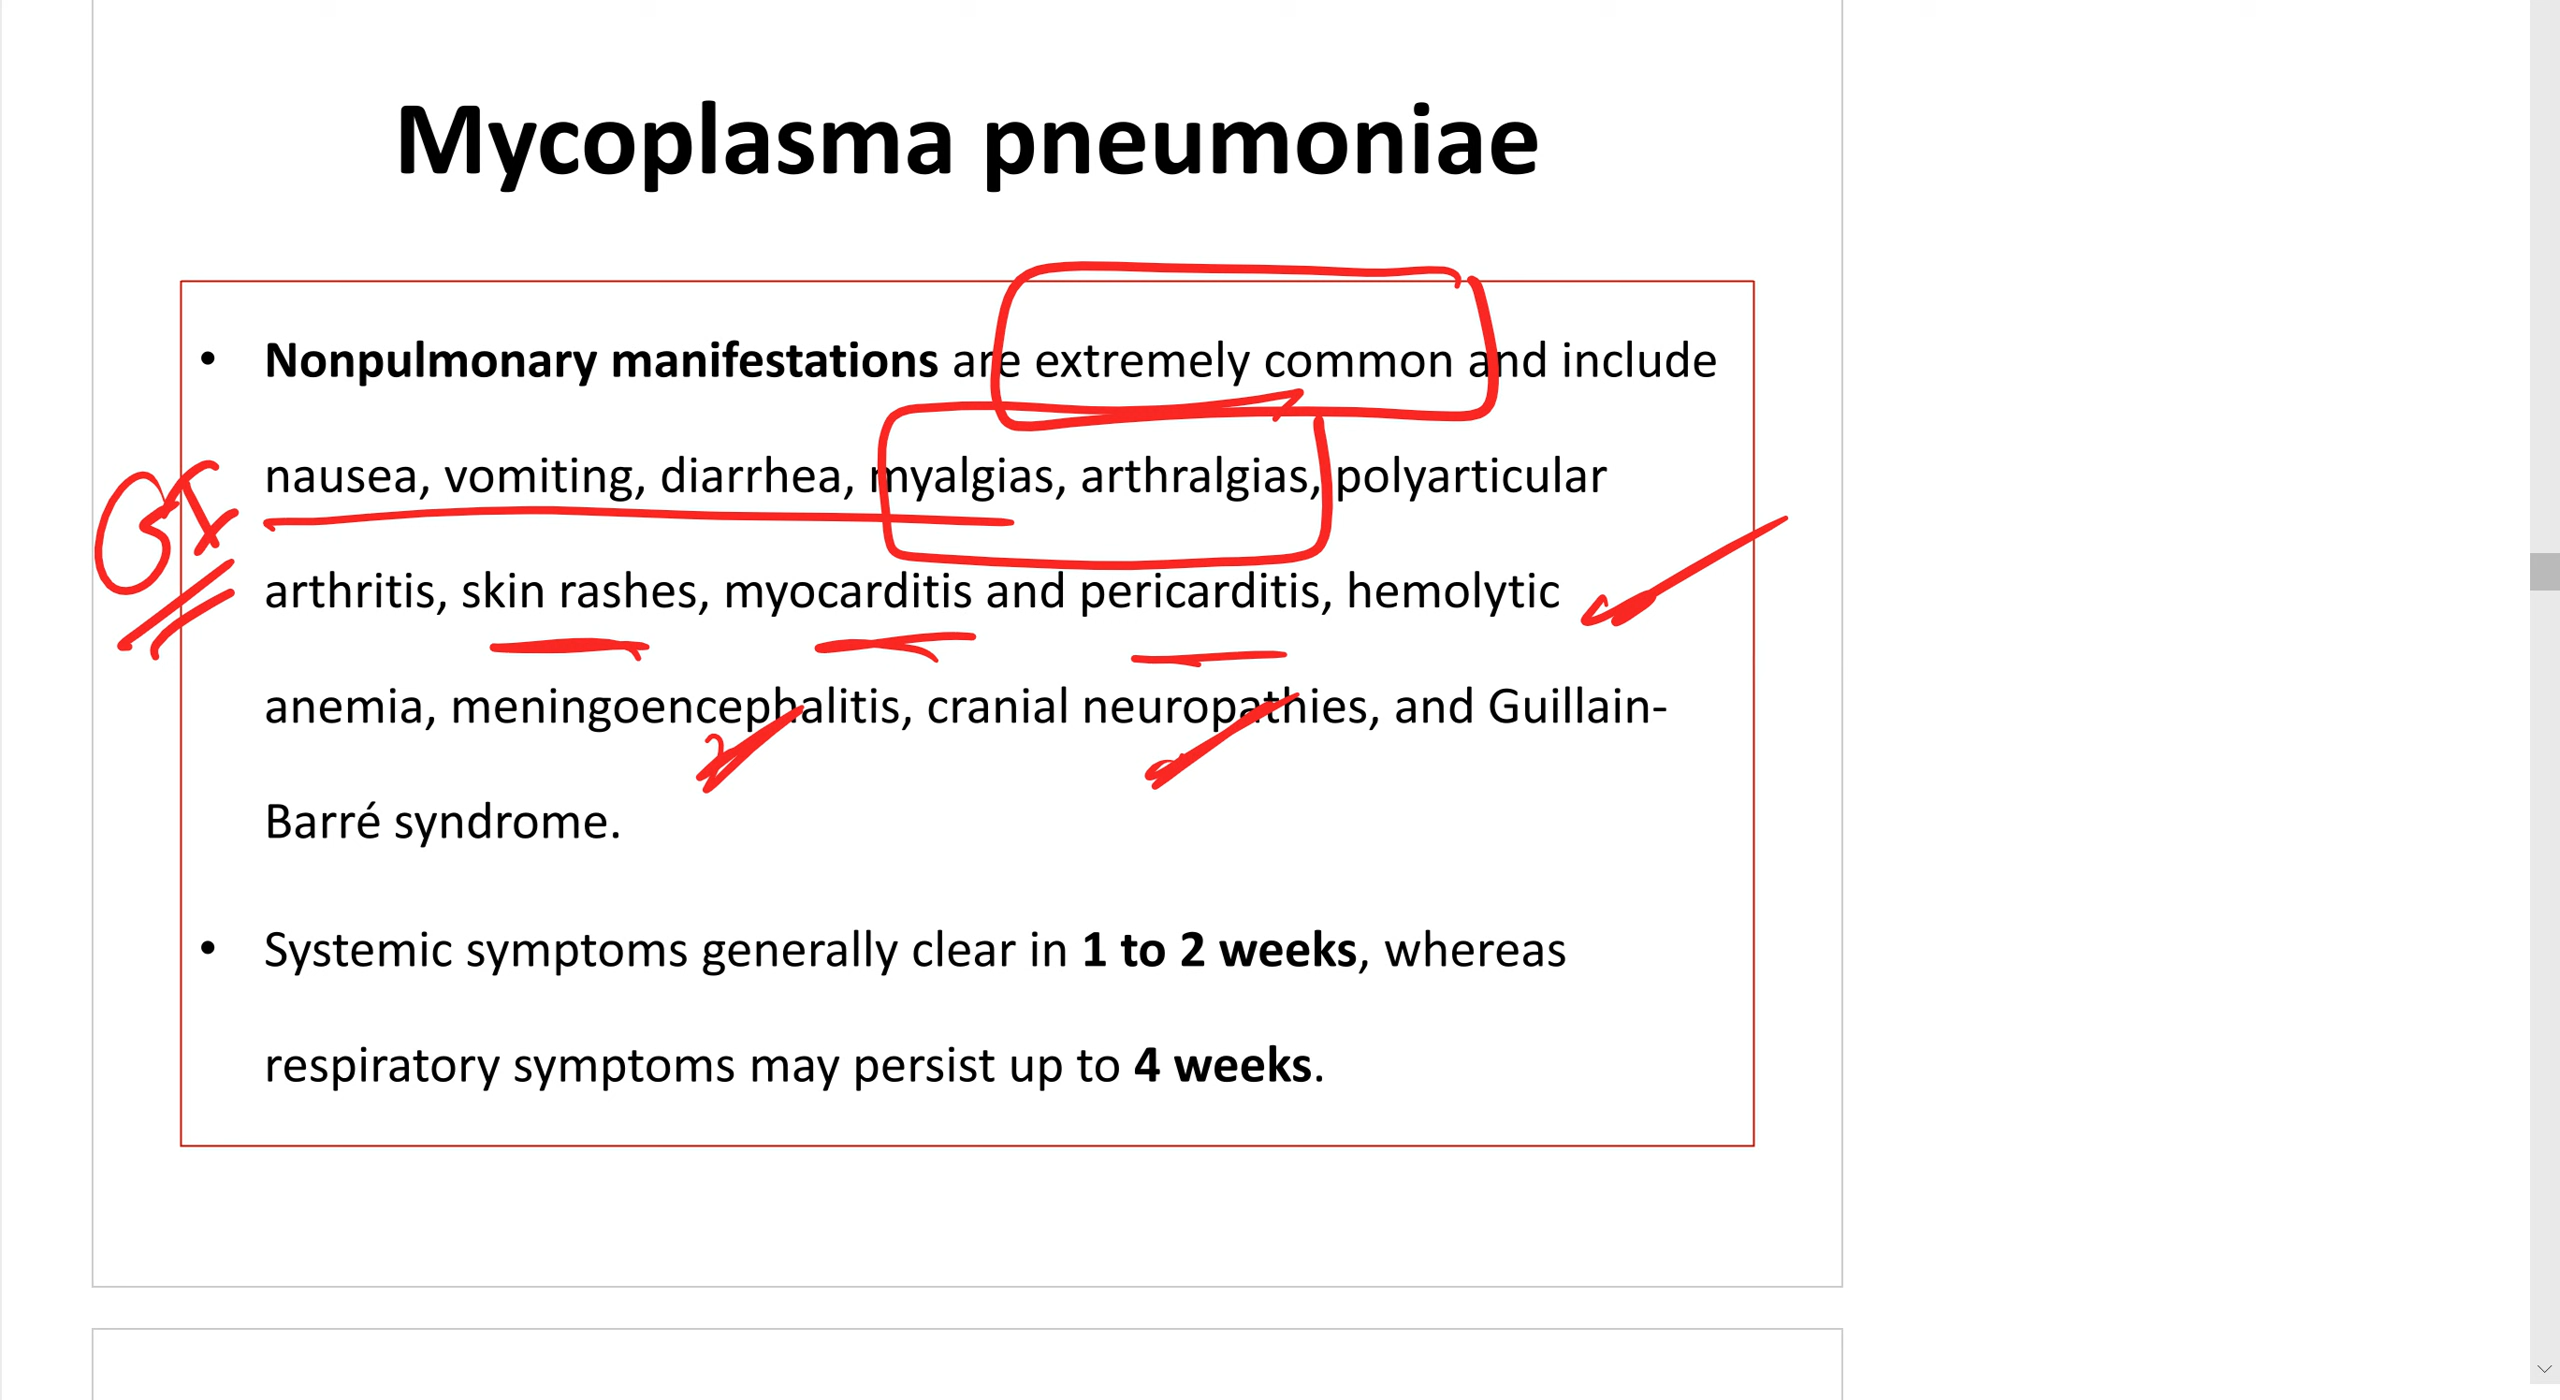 Mycoplasma pneumoniae
• Nonpulmonary manifestations are extremely common and include
nausea, vomiting, diarrhea, myalgias, arthralgias, polyarticular
GI
arthritis, skin rashes, myocarditis and pericarditis, hemolytic
anemia, meningoencephalitis, cranial neuropathies, and Guillain-
Barré syndrome.
• Systemic symptoms generally clear in 1 to 2 weeks, whereas
respiratory symptoms may persist up to 4 weeks.